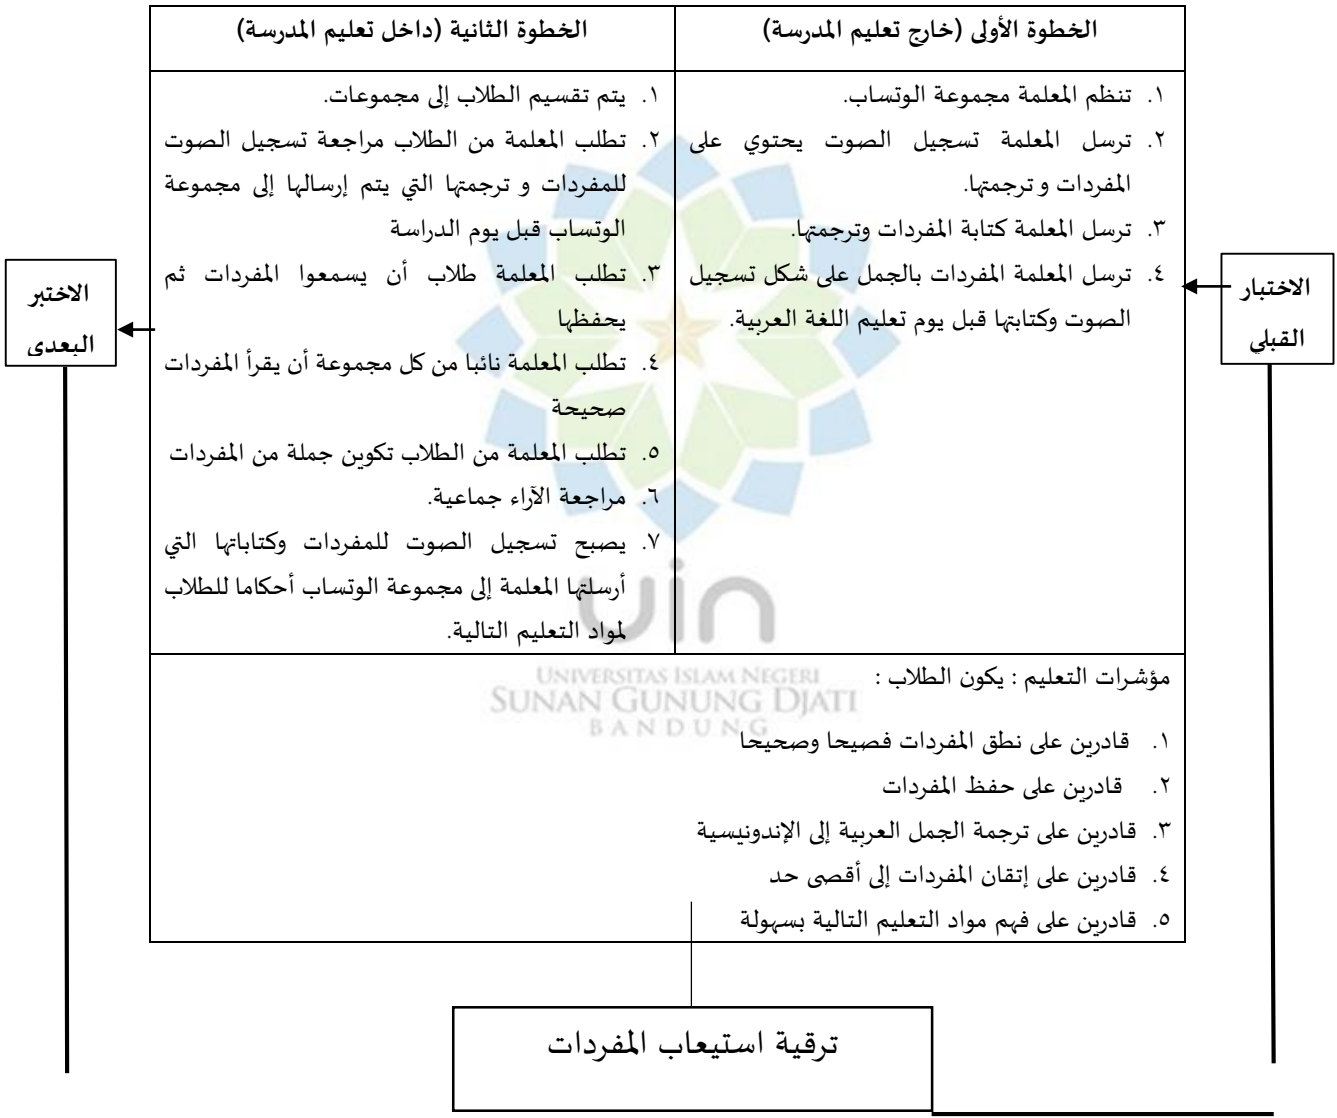 الخطوة الأولى (خارج تعليم المدرسة)
١. تنظم المعلمة مجموعة الوتساب.
٢. ترسل المعلمة تسجيل الصوت يحتوي على
المفردات و ترجمتها.
٣. ترسل المعلمة كتابة المفردات وترجمتها.
٤. ترسل المعلمة المفردات بالجمل على شكل تسجيل
الصوت وكتابتها قبل يوم تعليم اللغة العربية.
الخطوة الثانية (داخل تعليم المدرسة)
١. يتم تقسيم الطلاب إلى مجموعات.
٢. تطلب المعلمة من الطلاب مراجعة تسجيل الصوت
للمفردات و ترجمتها التي يتم إرسالها إلى مجموعة
الوتساب قبل يوم الدراسة
٣. تطلب المعلمة طلاب أن يسمعوا المفردات ثم
يحفظها
٤. تطلب المعلمة نائبا من كل مجموعة أن يقرأ المفردات
صحيحة
٥. تطلب المعلمة من الطلاب تكوين جملة من المفردات
٦. مراجعة الآراء جماعية.
٧. يصبح تسجيل الصوت للمفردات وكتاباتها التي
أرسلتها المعلمة إلى مجموعة الوتساب أحكاما للطلاب
لمواد التعليم التالية.
الاختبار
القبلي
الاختبر
البعدى
uin
UNIVERSITAS ISLAM NEGERI
SUNAN GUNUNG DJATI
BANDUNG
مؤشرات التعليم : يكون الطلاب :
١. قادرين على نطق المفردات فصيحا وصحيحا
٢. قادرين على حفظ المفردات
٣. قادرين على ترجمة الجمل العربية إلى الإندونيسية
٤. قادرين على إتقان المفردات إلى أقصى حد
٥. قادرين على فهم مواد التعليم التالية بسهولة
ترقية استيعاب المفردات